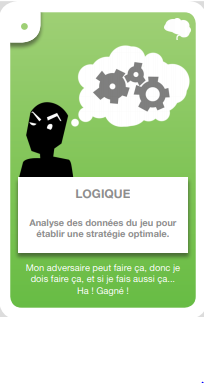 LOGIQUE
Analyse des données du jeu pour
établir une stratégie optimale.
Mon adversaire peut faire ça, donc je
dois faire ça, et si je fais aussi ça...
Ha ! Gagné !